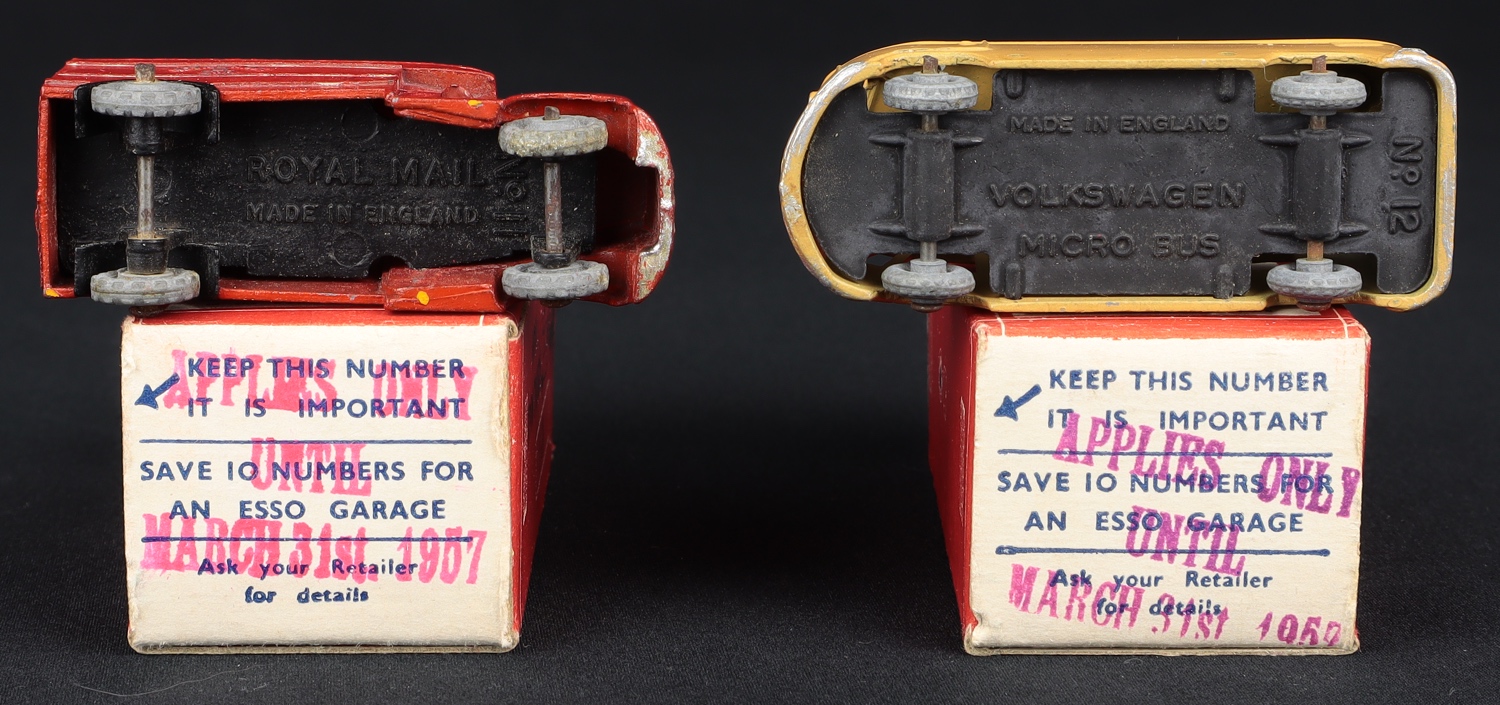 ROYAL MAIL
MADE IN ENGLAND
Nº 11
MADE IN ENGLAND
VOLKSWAGEN
MICRO BUS
Nº 12
KEEP THIS NUMBER
IT IS IMPORTANT
SAVE 10 NUMBERS FOR
AN ESSO GARAGE
Ask your Retailer
for details
APPLIES ONLY
UNTIL
MARCH 31st. 1957
KEEP THIS NUMBER
IT IS IMPORTANT
SAVE 10 NUMBERS FOR
AN ESSO GARAGE
Ask your Retailer
for details
APPLIES ONLY
UNTIL
MARCH 31st 1957